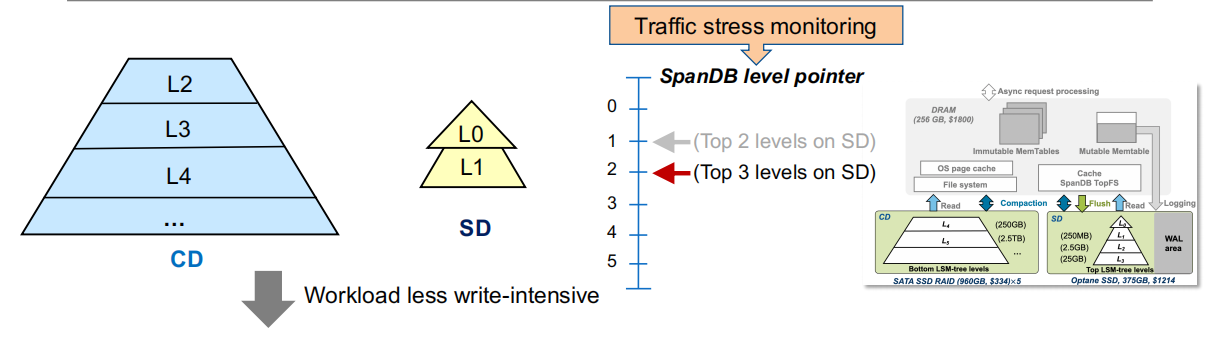 Traffic stress monitoring
SpanDB level pointer
L2
L3
L4
...
CD
L0
L1
SD
0
1
2
3
4
5
(Top 2 levels on SD)
(Top 3 levels on SD)
Workload less write-intensive
Async request processing
DRAM
(256 GB, $1800)
Immutable MemTables
Mutable Memtable
OS page cache
File system
Cache
SpanDB TopFS
Read
Compaction
Flush
Read
Logging
CD
L4
L5
(250GB)
(2.5TB)
...
Bottom LSM-tree levels
SD
(250MB)
(2.5GB)
(25GB)
L0
L1
L2
L3
Top LSM-tree levels
WAL
area
SATA SSD RAID (960GB, $334)×5
Optane SSD, 375GB, $1214